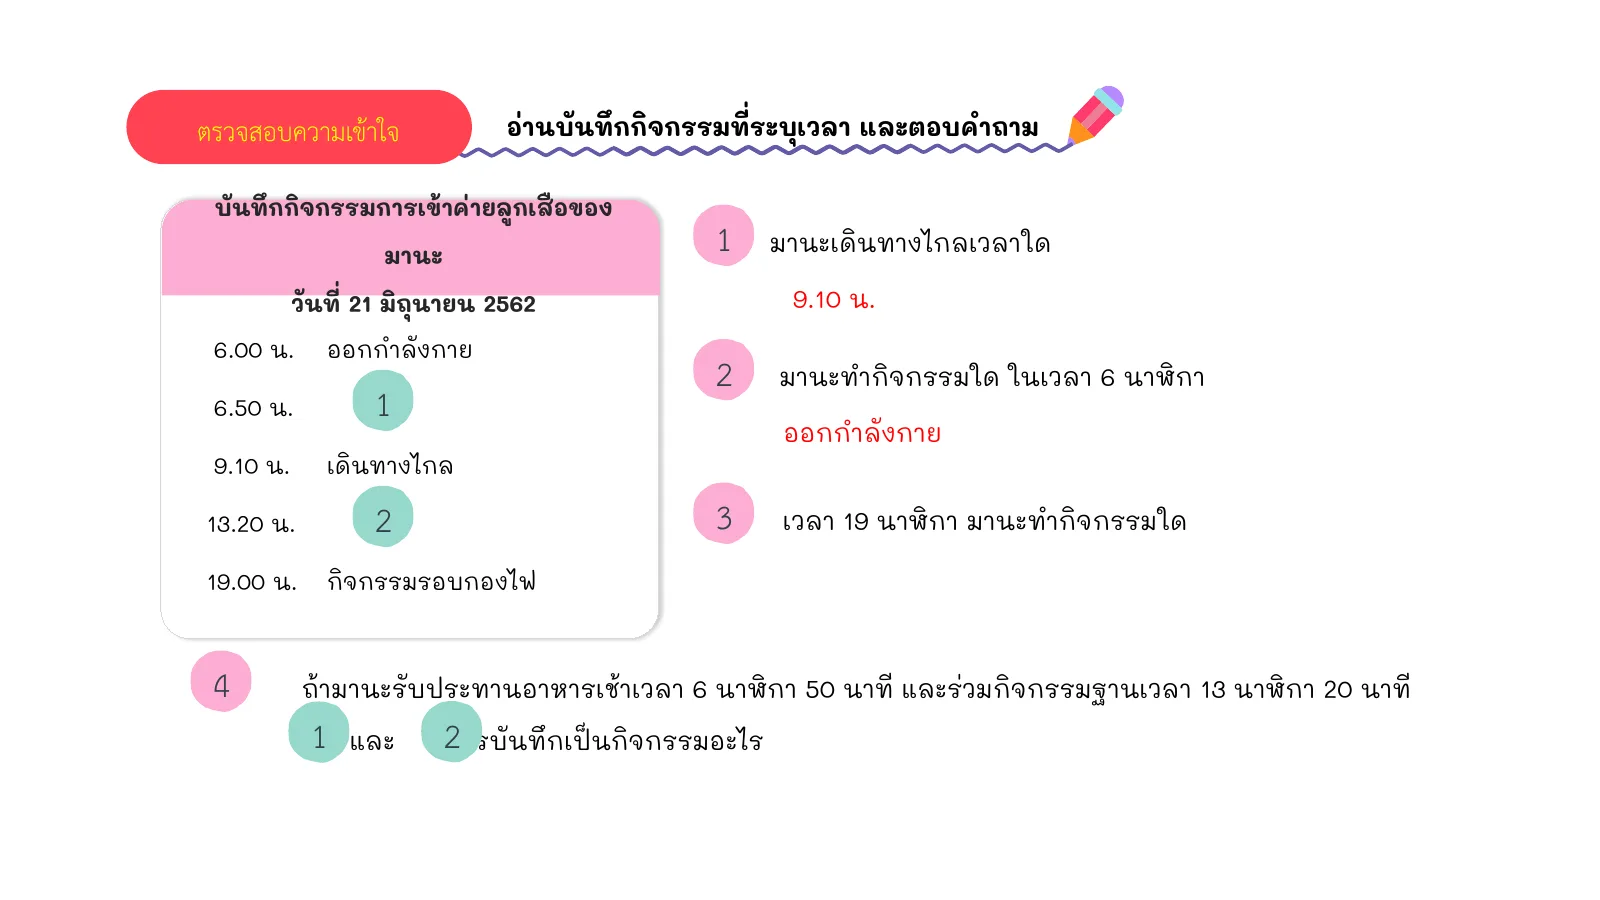 ตรวจสอบความเข้าใจ
อ่านบันทึกกิจกรรมที่ระบุเวลา และตอบคำถาม
บันทึกกิจกรรมการเข้าค่ายลูกเสือของ
มานะ
วันที่ 21 มิถุนายน 2562
6.00 น. ออกกำลังกาย
6.50 น. 1
9.10 น. เดินทางไกล
13.20 น. 2
19.00 น. กิจกรรมรอบกองไฟ
1 มานะเดินทางไกลเวลาใด
9.10 น.
2 มานะทำกิจกรรมใด ในเวลา 6 นาฬิกา
ออกกำลังกาย
3 เวลา 19 นาฬิกา มานะทำกิจกรรมใด
4 ถ้ามานะรับประทานอาหารเช้าเวลา 6 นาฬิกา 50 นาที และร่วมกิจกรรมฐานเวลา 13 นาฬิกา 20 นาที
1 และ 2 รบันทึกเป็นกิจกรรมอะไร